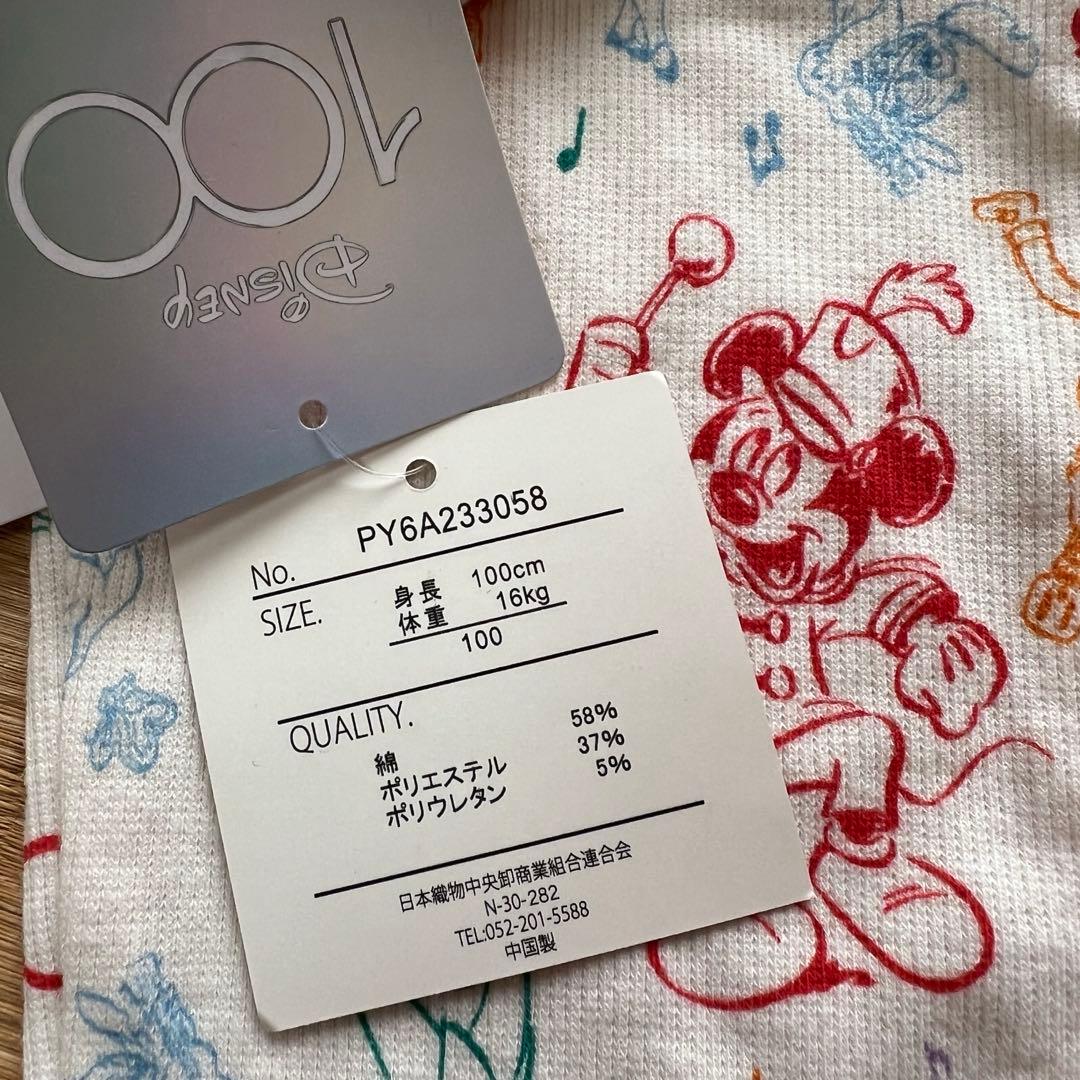 100
Disney
No. PY6A233058
SIZE. 身長 100cm
体重 16kg
100
QUALITY.
綿 58%
ポリエステル 37%
ポリウレタン 5%
日本織物中央卸商業組合連合会
N-30-282
TEL:052-201-5588
中国製